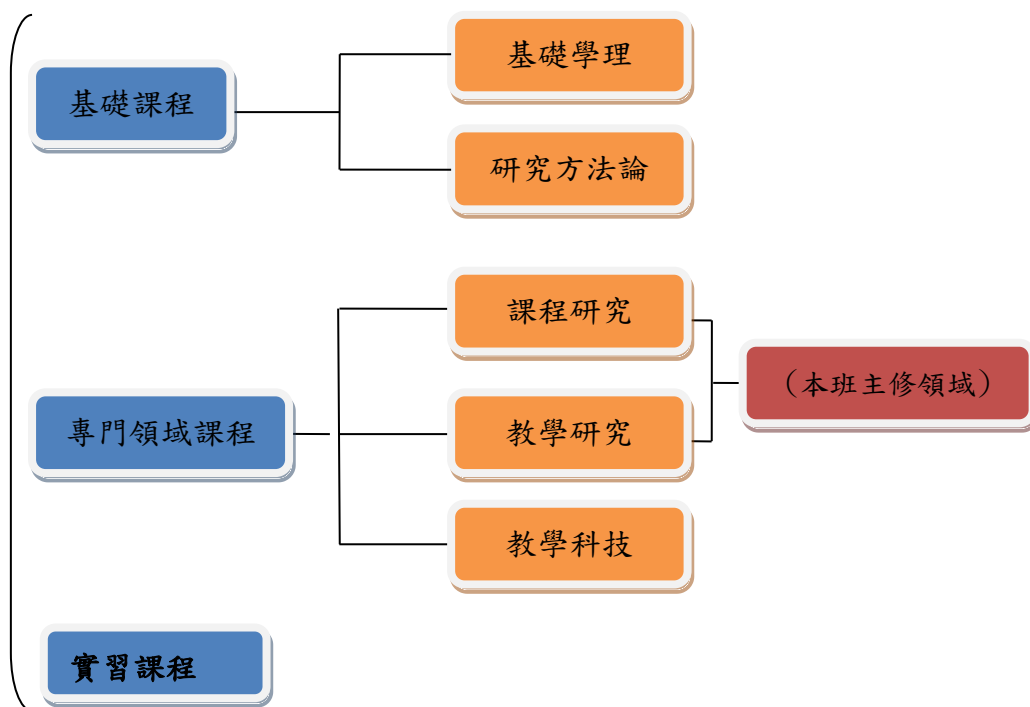 基礎學理
基礎課程
研究方法論
課程研究
(本班主修領域)
專門領域課程
教學研究
教學科技
實習課程